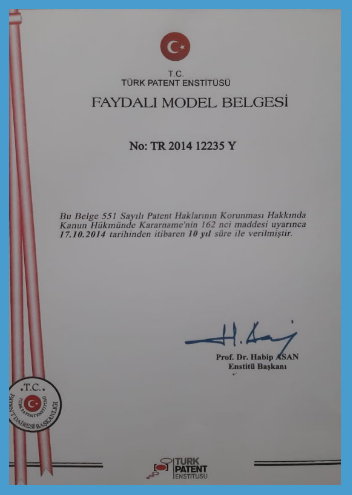 T.C.
TÜRK PATENT ENSTİTÜSÜ
FAYDALI MODEL BELGESİ
No: TR 2014 12235 Y
Bu Belge 551 Sayılı Patent Haklarının Korunması Hakkında
Kanun Hükmünde Kararname'nin 162 nci maddesi uyarınca
17.10.2014 tarihinden itibaren 10 yıl süre ile verilmiştir.
Prof. Dr. Habip ASAN
Enstitü Başkanı
.T.C.
TÜRK
PATENT
ENSTİTÜSÜ